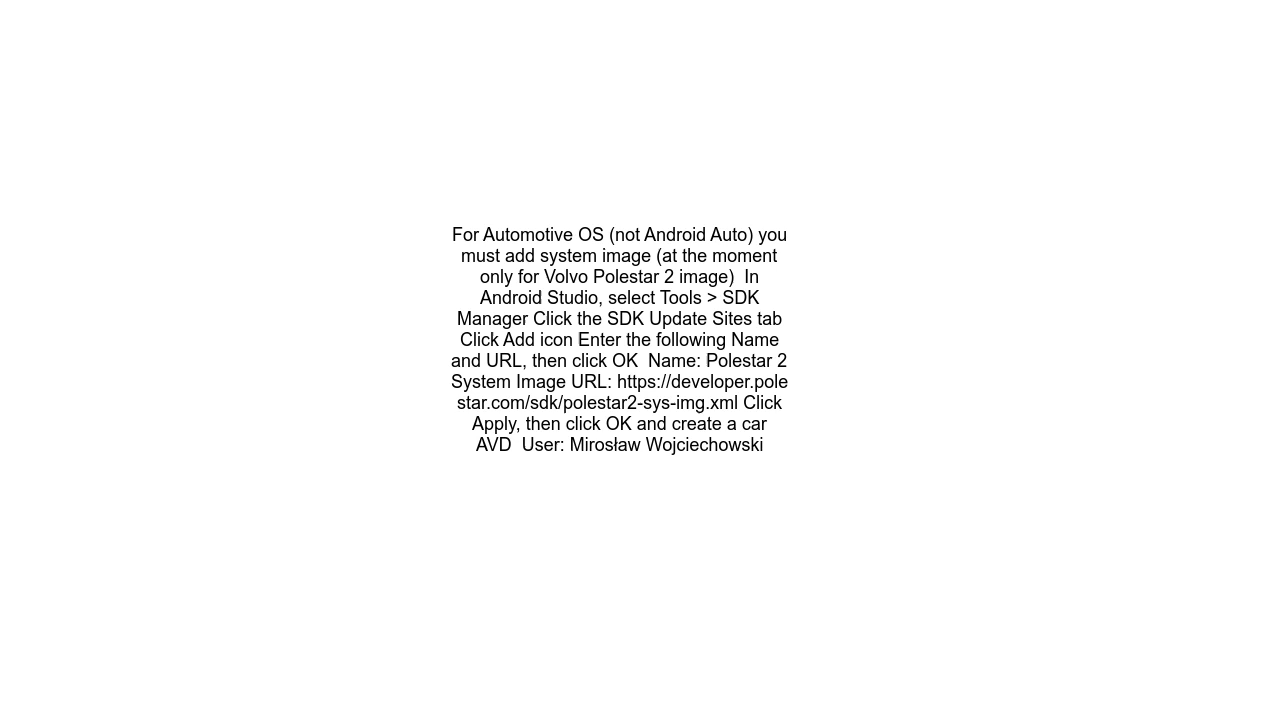 For Automotive OS (not Android Auto) you
must add system image (at the moment
only for Volvo Polestar 2 image)  In
Android Studio, select Tools > SDK
Manager Click the SDK Update Sites tab
Click Add icon Enter the following Name
and URL, then click OK  Name: Polestar 2
System Image URL: https://developer.pole
star.com/sdk/polestar2-sys-img.xml Click
Apply, then click OK and create a car
AVD  User: Mirosław Wojciechowski